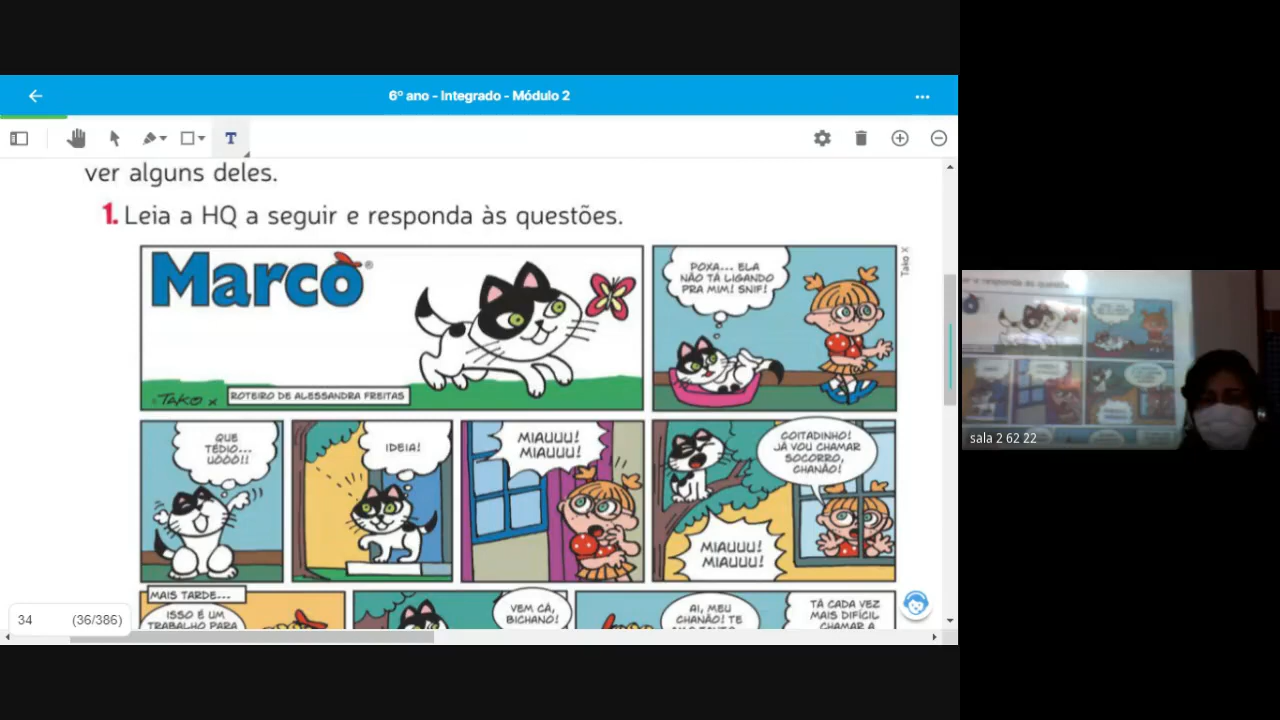 6º ano - Integrado - Módulo 2
ver alguns deles.
1. Leia a HQ a seguir e responda às questões.
Marcò®
©TAKO X
ROTEIRO DE ALESSANDRA FREITAS
POXA... ELA
NÃO TÁ LIGANDO
PRA MIM! SNIF!
Tako X
QUE
TÉDIO...
UÓÓÓ!!
IDEIA!
MIAUUU!
MIAUUU!
COITADINHO!
JÁ VOU CHAMAR
SOCORRO,
CHANÃO!
MIAUUU!
MIAUUU!
MAIS TARDE...
ISSO É UM
TRABALHO PARA
VEM CÁ,
BICHANO!
AI, MEU
CHANÃO! TE
TÁ CADA VEZ
MAIS DIFÍCIL
CHAMAR A
34 (36/386)
sala 2 62 22